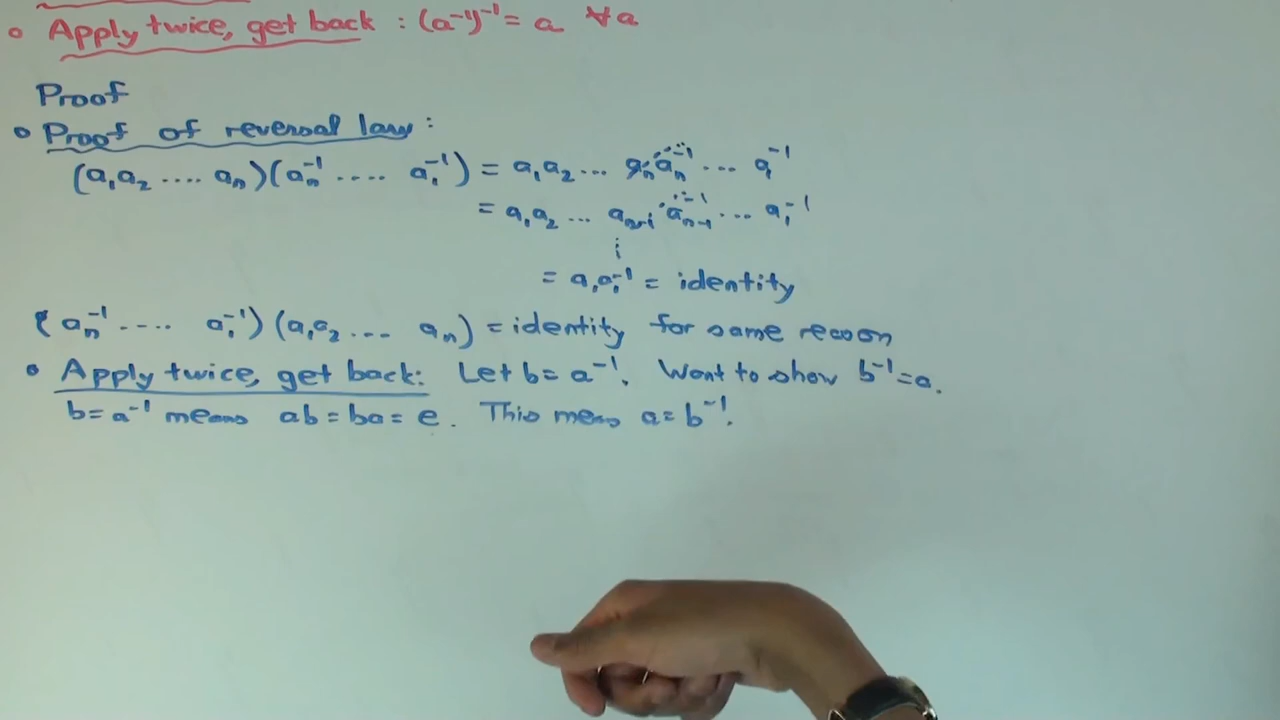 • Apply twice, get back : (a⁻¹)⁻¹ = a ∀a
Proof
• Proof of reversal law:
(a₁a₂ .... aₙ)(aₙ⁻¹ .... a₁⁻¹) = a₁a₂ ... aₙaₙ⁻¹ ... a₁⁻¹
= a₁a₂ ... aₙ₋₁ aₙ₋₁⁻¹ ... a₁⁻¹
⋮
= a₁a₁⁻¹ = identity
(aₙ⁻¹ .... a₁⁻¹)(a₁a₂ ... aₙ) = identity for same reason
• Apply twice, get back: Let b = a⁻¹. Want to show b⁻¹ = a.
b = a⁻¹ means ab = ba = e. This means a = b⁻¹.